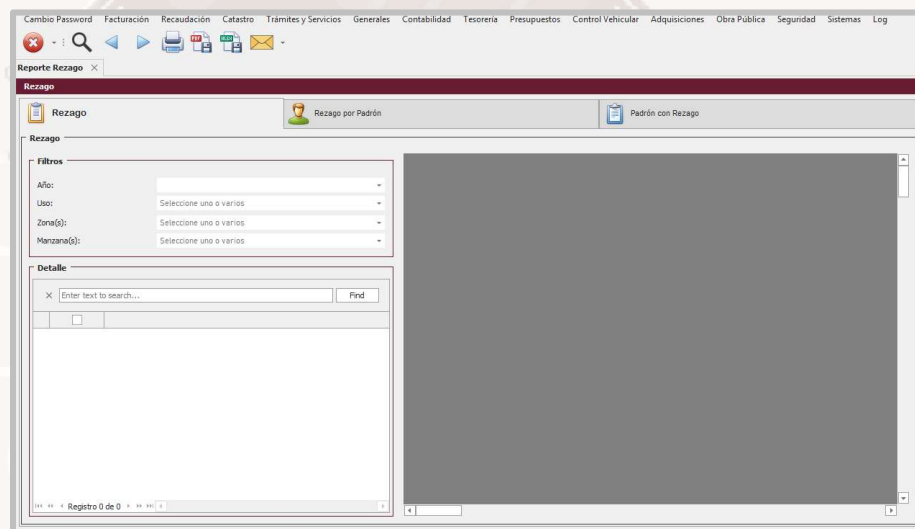 Cambio Password Facturación Recaudación Catastro Trámites y Servicios Generales Contabilidad Tesorería Presupuestos Control Vehicular Adquisiciones Obra Pública Seguridad Sistemas Log
Reporte Rezago
Rezago
Rezago Rezago por Padrón Padrón con Rezago
Rezago
Filtros
Año:
Uso: Seleccione uno o varios
Zona(s): Seleccione uno o varios
Manzana(s): Seleccione uno o varios
Detalle
Enter text to search... Find
Registro 0 de 0